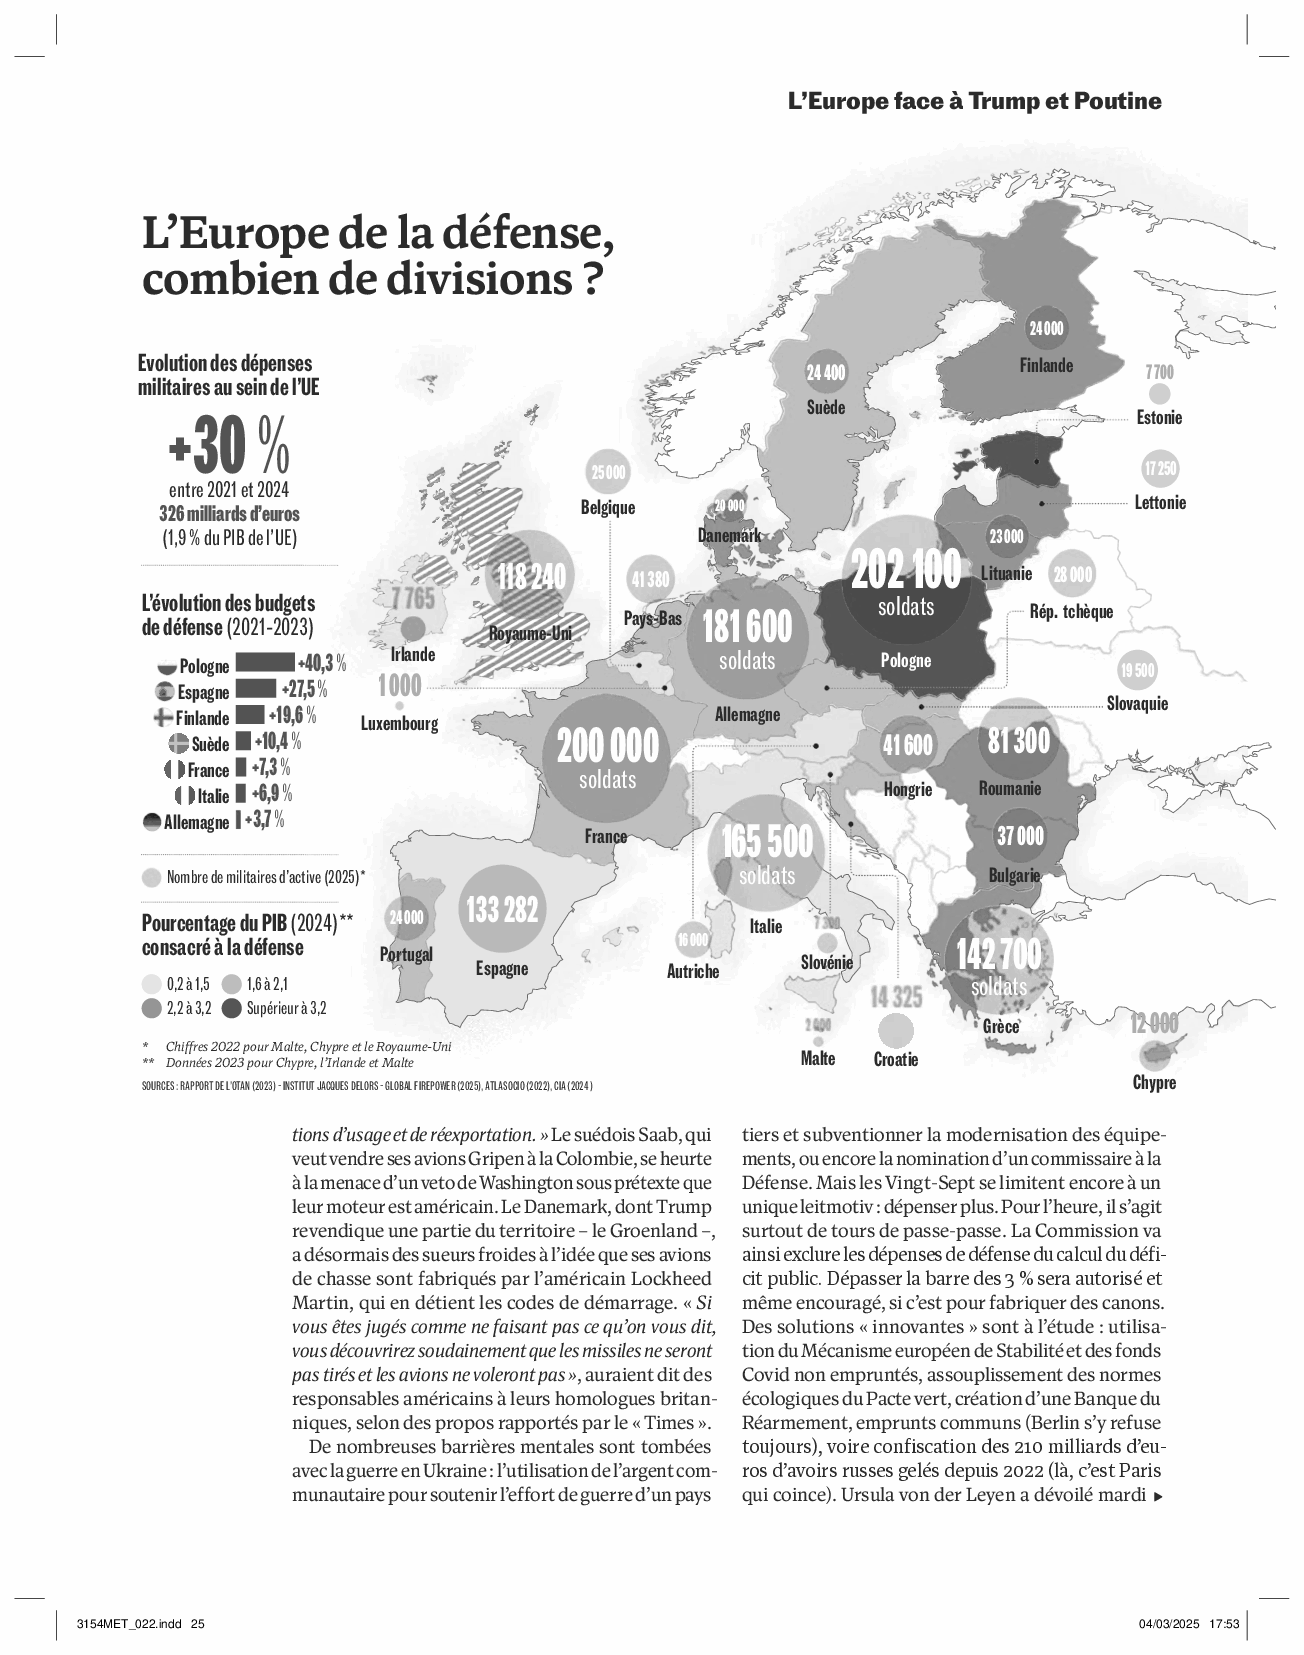 L'Europe face à Trump et Poutine
L'Europe de la défense,
combien de divisions ?
Evolution des dépenses
militaires au sein de l'UE
+30 %
entre 2021 et 2024
326 milliards d'euros
(1,9 % du PIB de l'UE)
L'évolution des budgets
de défense (2021-2023)
Pologne +40,3 %
Espagne +27,5 %
Finlande +19,6 %
Suède +10,4 %
France +7,3 %
Italie +6,9 %
Allemagne +3,7 %
Nombre de militaires d'active (2025)*
Pourcentage du PIB (2024)**
consacré à la défense
0,2 à 1,5
1,6 à 2,1
2,2 à 3,2
Supérieur à 3,2
* Chiffres 2022 pour Malte, Chypre et le Royaume-Uni
** Données 2023 pour Chypre, l'Irlande et Malte
SOURCES : RAPPORT DE L'OTAN (2023) - INSTITUT JACQUES DELORS - GLOBAL FIREPOWER (2025), ATLASOCIO (2022), CIA (2024 )
24 000
Finlande
24 400
Suède
7 700
Estonie
17 250
Lettonie
25 000
Belgique
20 000
Danemark
23 000
Lituanie
28 000
Rép. tchèque
118 240
Royaume-Uni
7 765
Irlande
41 380
Pays-Bas
181 600
soldats
Allemagne
202 100
soldats
Pologne
19 500
Slovaquie
1 000
Luxembourg
200 000
soldats
France
41 600
Hongrie
81 300
Roumanie
37 000
Bulgarie
165 500
soldats
Italie
24 000
Portugal
133 282
Espagne
16 000
Autriche
Slovénie
142 700
soldats
Grèce
14 325
Croatie
Malte
12 000
Chypre
tions d'usage et de réexportation. » Le suédois Saab, qui
veut vendre ses avions Gripen à la Colombie, se heurte
à la menace d'un veto de Washington sous prétexte que
leur moteur est américain. Le Danemark, dont Trump
revendique une partie du territoire – le Groenland –,
a désormais des sueurs froides à l'idée que ses avions
de chasse sont fabriqués par l'américain Lockheed
Martin, qui en détient les codes de démarrage. « Si
vous êtes jugés comme ne faisant pas ce qu'on vous dit,
vous découvrirez soudainement que les missiles ne seront
pas tirés et les avions ne voleront pas », auraient dit des
responsables américains à leurs homologues britan-
niques, selon des propos rapportés par le « Times ».
De nombreuses barrières mentales sont tombées
avec la guerre en Ukraine : l'utilisation de l'argent com-
munautaire pour soutenir l'effort de guerre d'un pays
tiers et subventionner la modernisation des équipe-
ments, ou encore la nomination d'un commissaire à la
Défense. Mais les Vingt-Sept se limitent encore à un
unique leitmotiv : dépenser plus. Pour l'heure, il s'agit
surtout de tours de passe-passe. La Commission va
ainsi exclure les dépenses de défense du calcul du défi-
cit public. Dépasser la barre des 3 % sera autorisé et
même encouragé, si c'est pour fabriquer des canons.
Des solutions « innovantes » sont à l'étude : utilisa-
tion du Mécanisme européen de Stabilité et des fonds
Covid non empruntés, assouplissement des normes
écologiques du Pacte vert, création d'une Banque du
Réarmement, emprunts communs (Berlin s'y refuse
toujours), voire confiscation des 210 milliards d'eu-
ros d'avoirs russes gelés depuis 2022 (là, c'est Paris
qui coince). Ursula von der Leyen a dévoilé mardi ▶
3154MET_022.indd 25
04/03/2025 17:53